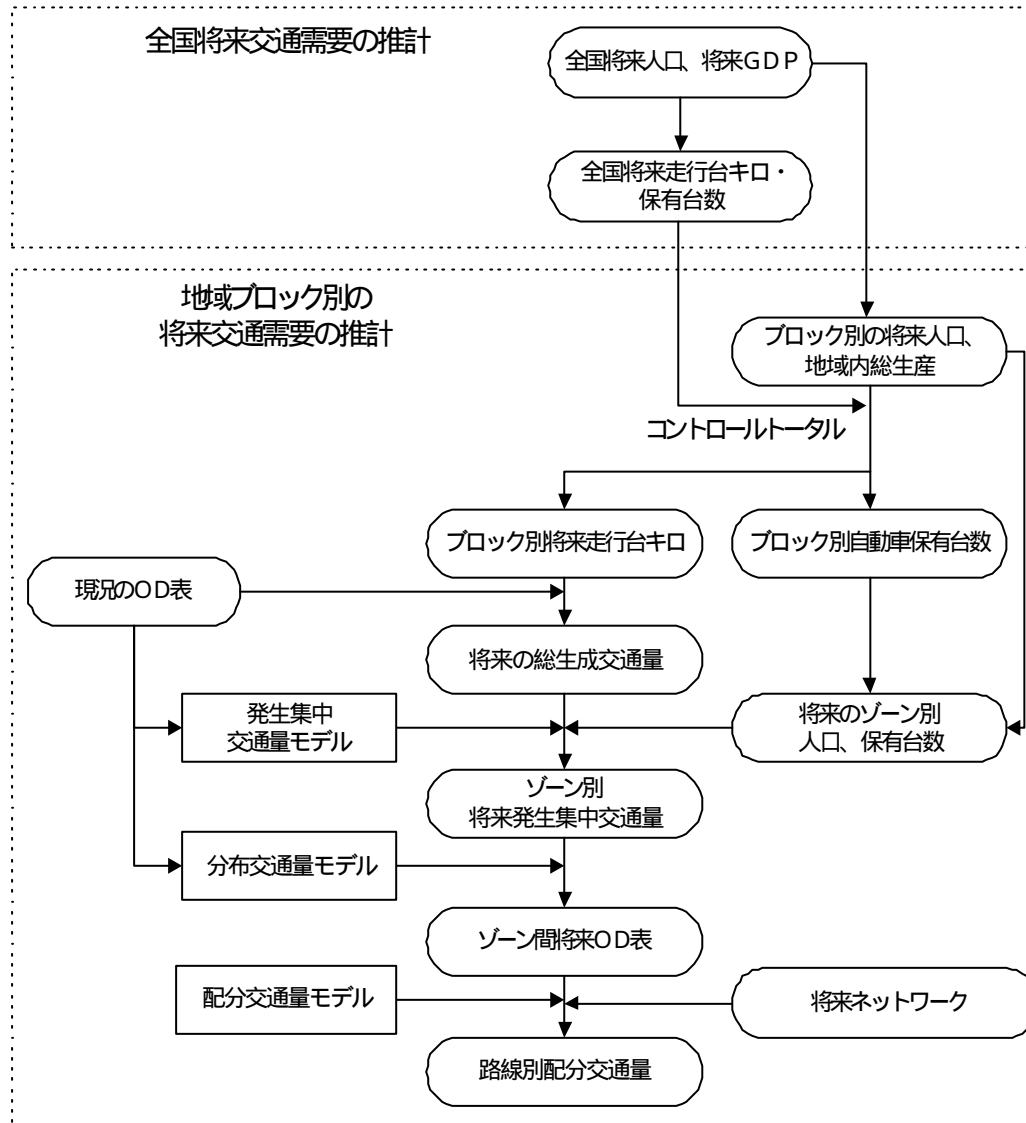 全国将来交通需要の推計
全国将来人口、将来GDP
全国将来走行台キロ・
保有台数
地域ブロック別の
将来交通需要の推計
ブロック別の将来人口、
地域内総生産
コントロールトータル
ブロック別将来走行台キロ
ブロック別自動車保有台数
現況のOD表
将来の総生成交通量
発生集中
交通量モデル
将来のゾーン別
人口、保有台数
ゾーン別
将来発生集中交通量
分布交通量モデル
ゾーン間将来OD表
配分交通量モデル
将来ネットワーク
路線別配分交通量